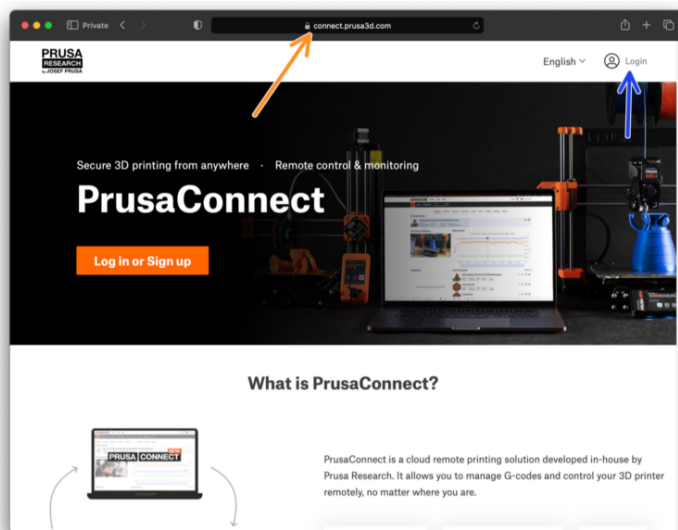 Private
connect.prusa3d.com
PRUSA
RESEARCH
by JOSEF PRUSA
English
Login
Secure 3D printing from anywhere · Remote control & monitoring
PrusaConnect
Log in or Sign up
What is PrusaConnect?
PRUSA CONNECT
PrusaConnect is a cloud remote printing solution developed in-house by
Prusa Research. It allows you to manage G-codes and control your 3D printer
remotely, no matter where you are.